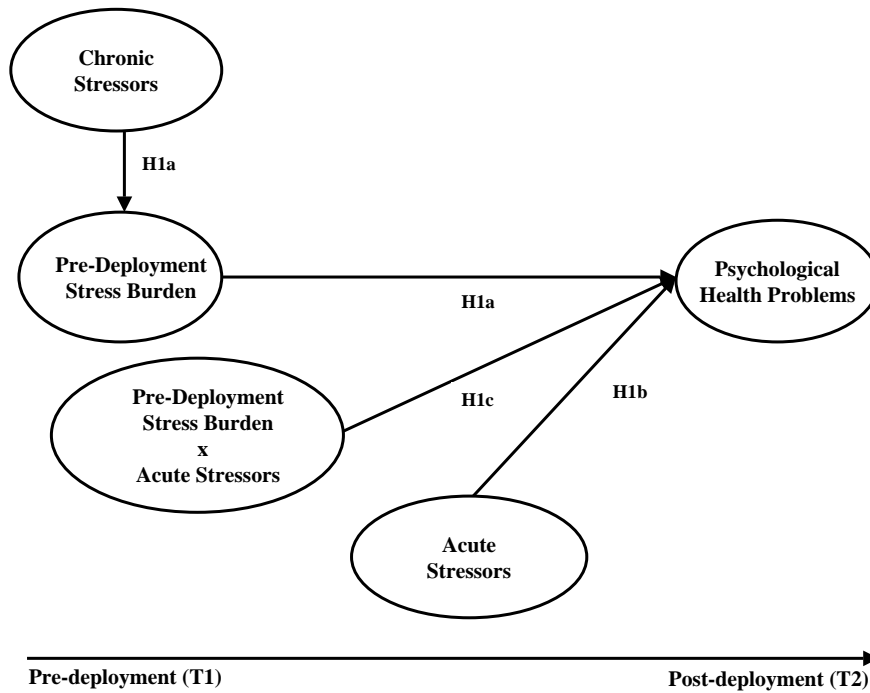 Chronic
Stressors
H1a
Pre-Deployment
Stress Burden
Psychological
Health Problems
H1a
Pre-Deployment
Stress Burden
x
Acute Stressors
H1c
H1b
Acute
Stressors
Pre-deployment (T1)
Post-deployment (T2)